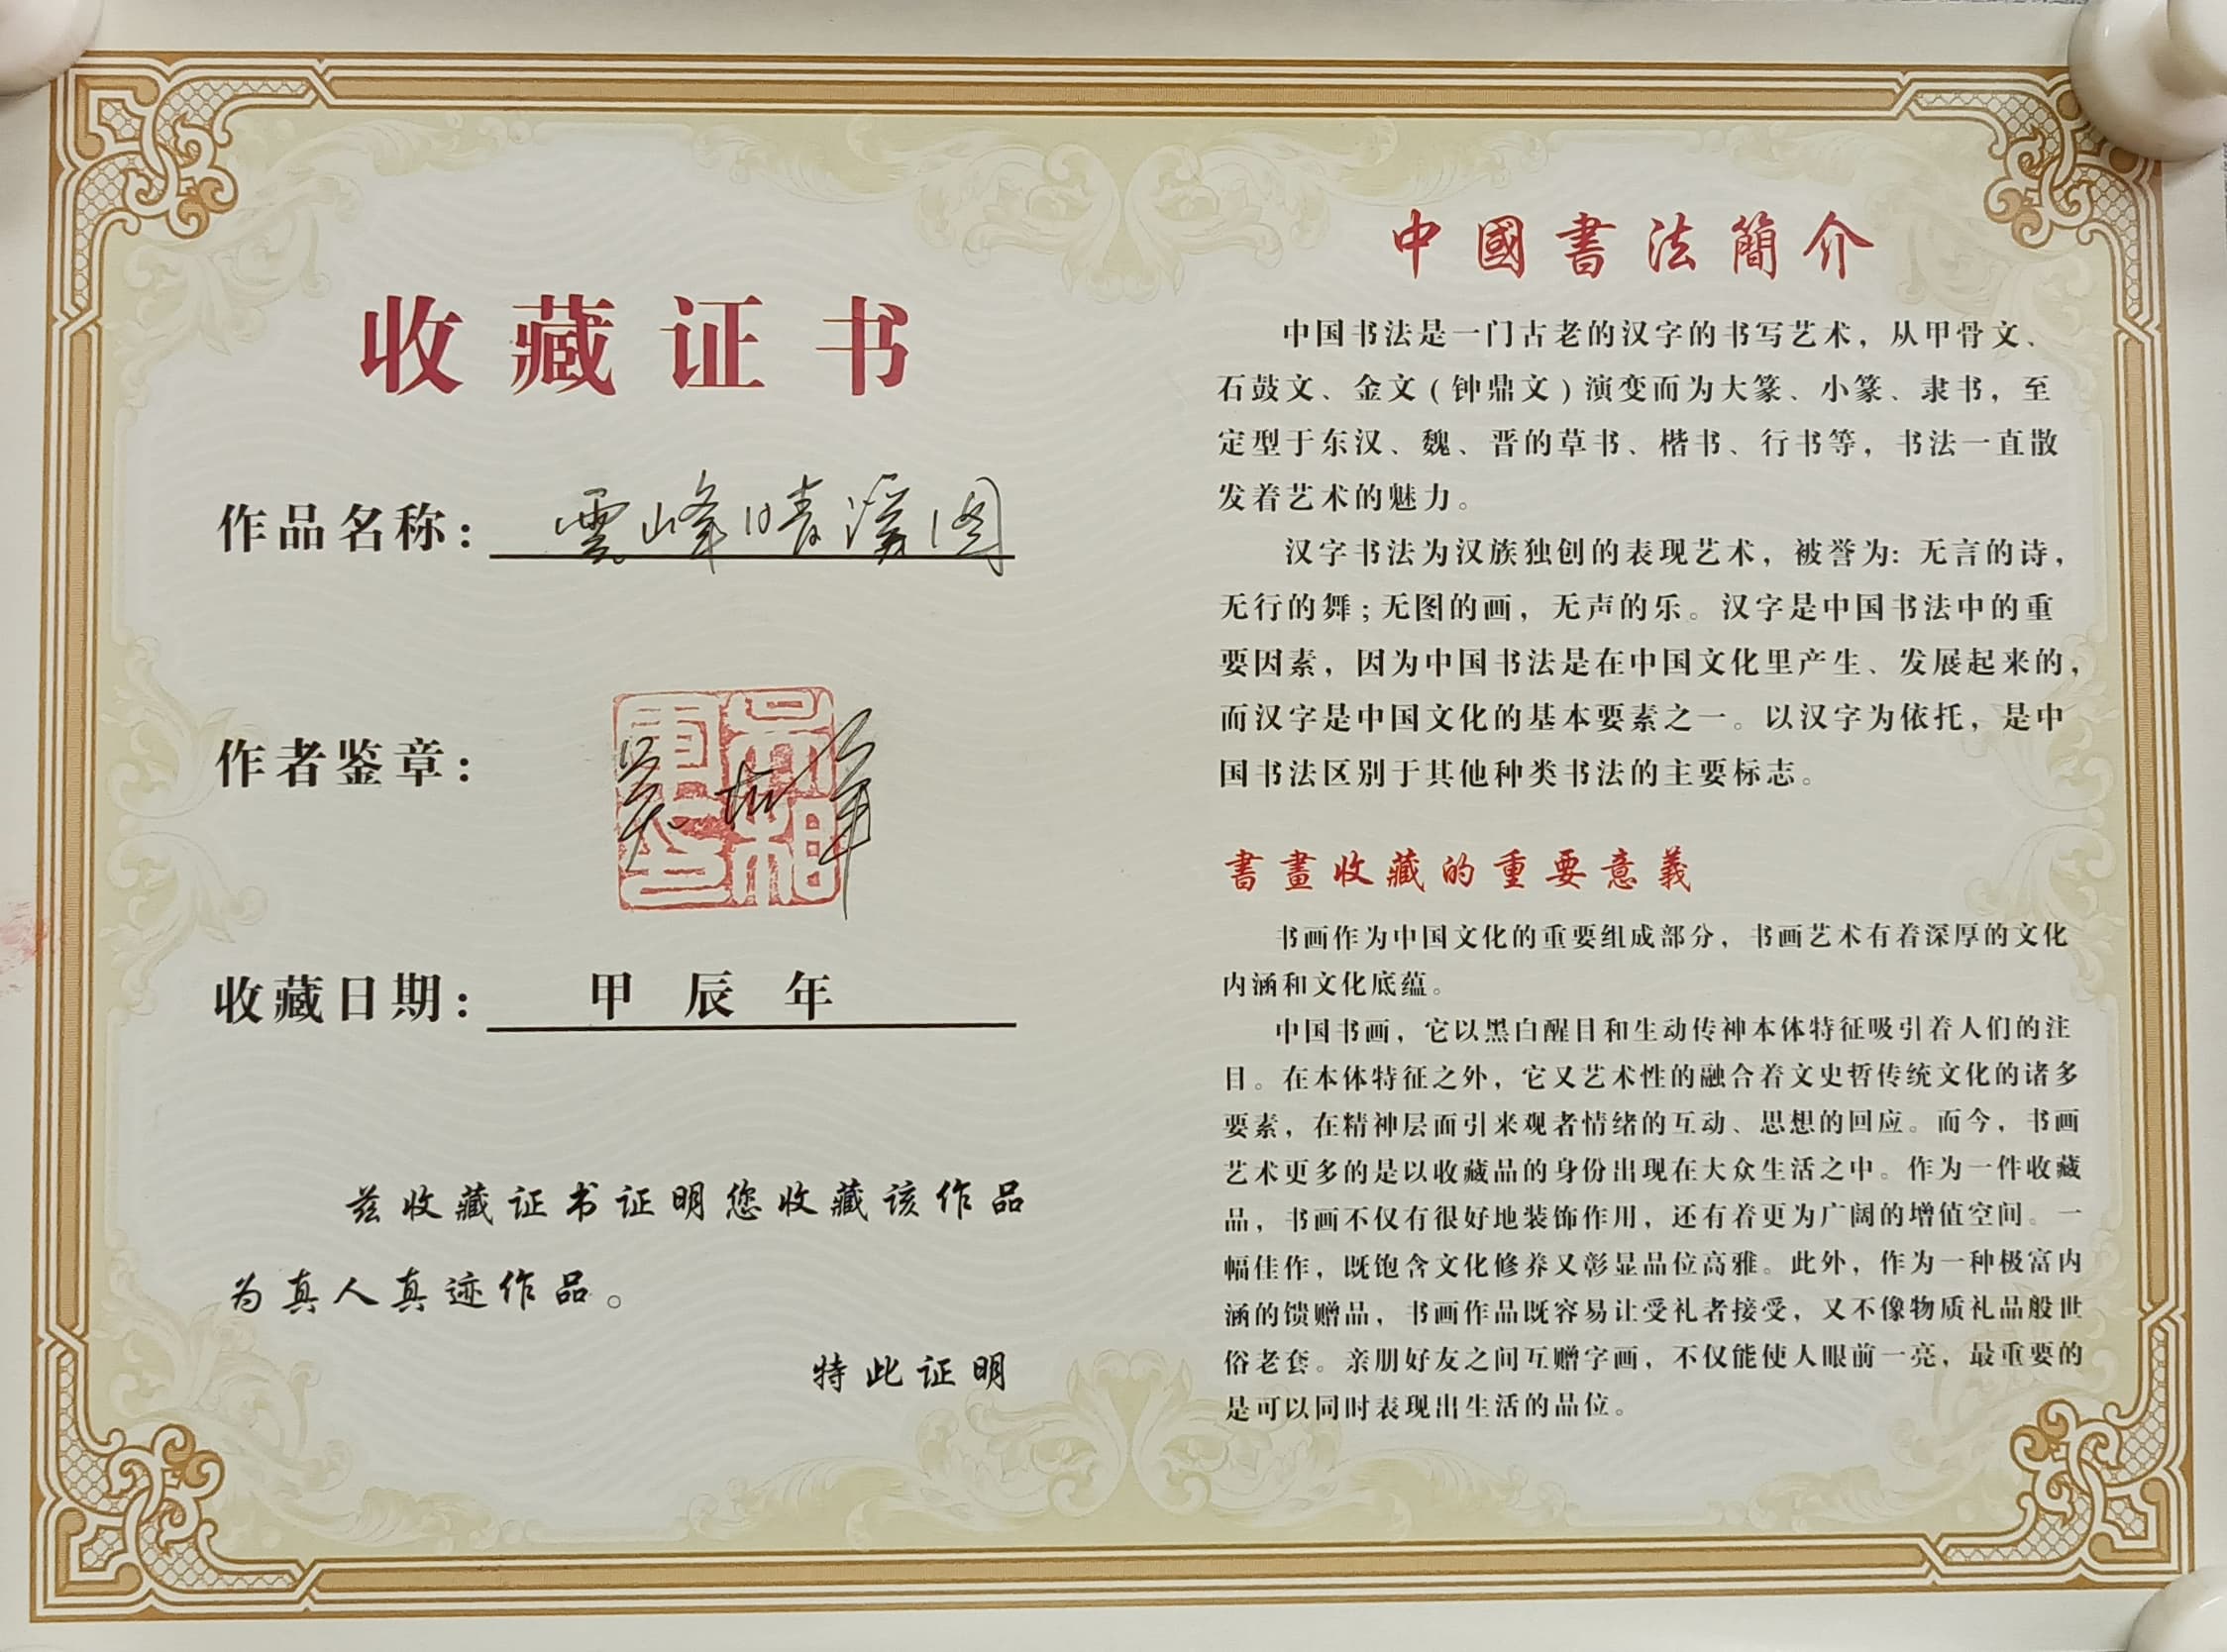 收藏证书
作品名称：雲峰晴溪图
作者鉴章：
收藏日期：甲辰年
兹收藏证书证明您收藏该作品
为真人真迹作品。
特此证明
中國書法簡介
中国书法是一门古老的汉字的书写艺术，从甲骨文、
石鼓文、金文(钟鼎文)演变而为大篆、小篆、隶书，至
定型于东汉、魏、晋的草书、楷书、行书等，书法一直散
发着艺术的魅力。
汉字书法为汉族独创的表现艺术，被誉为：无言的诗，
无行的舞；无图的画，无声的乐。汉字是中国书法中的重
要因素，因为中国书法是在中国文化里产生、发展起来的，
而汉字是中国文化的基本要素之一。以汉字为依托，是中
国书法区别于其他种类书法的主要标志。
書畫收藏的重要意義
书画作为中国文化的重要组成部分，书画艺术有着深厚的文化
内涵和文化底蕴。
中国书画，它以黑白醒目和生动传神本体特征吸引着人们的注
目。在本体特征之外，它又艺术性的融合着文史哲传统文化的诸多
要素，在精神层面引来观者情绪的互动、思想的回应。而今，书画
艺术更多的是以收藏品的身份出现在大众生活之中。作为一件收藏
品，书画不仅有很好地装饰作用，还有着更为广阔的增值空间。一
幅佳作，既饱含文化修养又彰显品位高雅。此外，作为一种极富内
涵的馈赠品，书画作品既容易让受礼者接受，又不像物质礼品般世
俗老套。亲朋好友之间互赠字画，不仅能使人眼前一亮，最重要的
是可以同时表现出生活的品位。